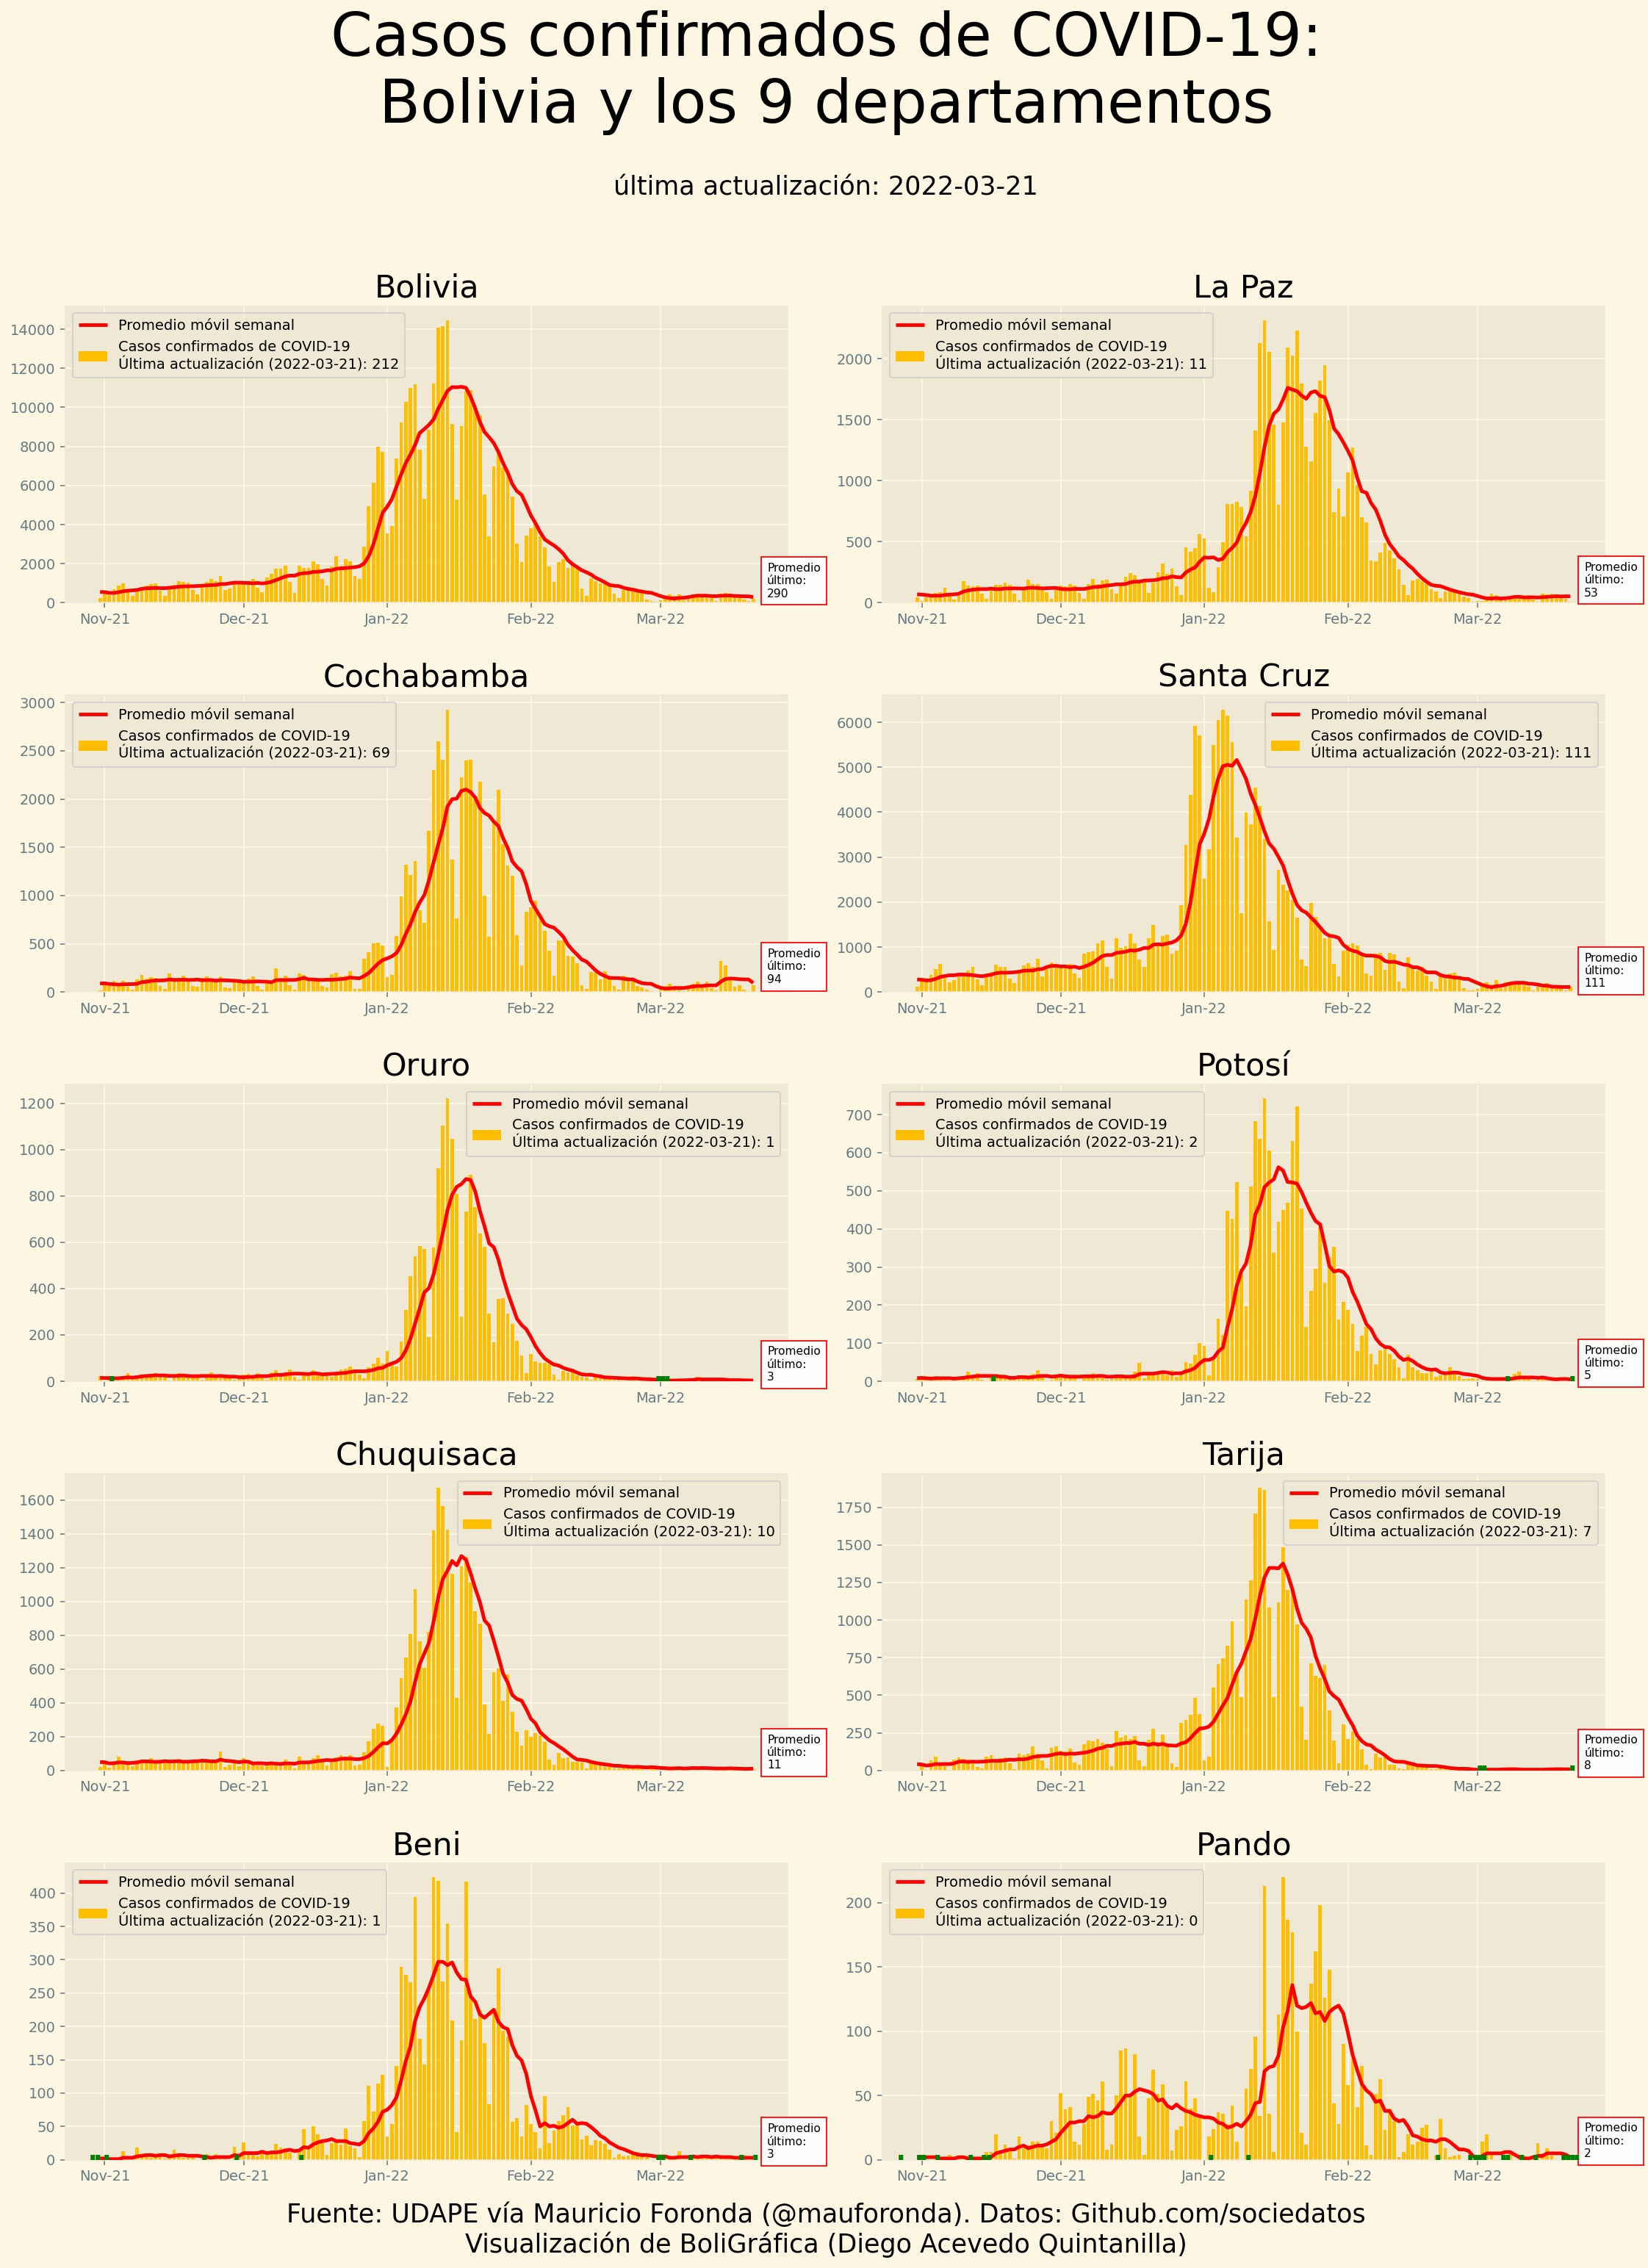 Casos confirmados de COVID-19:
Bolivia y los 9 departamentos
última actualización: 2022-03-21
Bolivia
Promedio móvil semanal
Casos confirmados de COVID-19
Última actualización (2022-03-21): 212
14000
12000
10000
8000
6000
4000
2000
0
Nov-21
Dec-21
Jan-22
Feb-22
Mar-22
Promedio
último:
290
La Paz
Promedio móvil semanal
Casos confirmados de COVID-19
Última actualización (2022-03-21): 11
2000
1500
1000
500
0
Nov-21
Dec-21
Jan-22
Feb-22
Mar-22
Promedio
último:
53
Cochabamba
Promedio móvil semanal
Casos confirmados de COVID-19
Última actualización (2022-03-21): 69
3000
2500
2000
1500
1000
500
0
Nov-21
Dec-21
Jan-22
Feb-22
Mar-22
Promedio
último:
94
Santa Cruz
Promedio móvil semanal
Casos confirmados de COVID-19
Última actualización (2022-03-21): 111
6000
5000
4000
3000
2000
1000
0
Nov-21
Dec-21
Jan-22
Feb-22
Mar-22
Promedio
último:
111
Oruro
Promedio móvil semanal
Casos confirmados de COVID-19
Última actualización (2022-03-21): 1
1200
1000
800
600
400
200
0
Nov-21
Dec-21
Jan-22
Feb-22
Mar-22
Promedio
último:
3
Potosí
Promedio móvil semanal
Casos confirmados de COVID-19
Última actualización (2022-03-21): 2
700
600
500
400
300
200
100
0
Nov-21
Dec-21
Jan-22
Feb-22
Mar-22
Promedio
último:
5
Chuquisaca
Promedio móvil semanal
Casos confirmados de COVID-19
Última actualización (2022-03-21): 10
1600
1400
1200
1000
800
600
400
200
0
Nov-21
Dec-21
Jan-22
Feb-22
Mar-22
Promedio
último:
11
Tarija
Promedio móvil semanal
Casos confirmados de COVID-19
Última actualización (2022-03-21): 7
1750
1500
1250
1000
750
500
250
0
Nov-21
Dec-21
Jan-22
Feb-22
Mar-22
Promedio
último:
8
Beni
Promedio móvil semanal
Casos confirmados de COVID-19
Última actualización (2022-03-21): 1
400
350
300
250
200
150
100
50
0
Nov-21
Dec-21
Jan-22
Feb-22
Mar-22
Promedio
último:
3
Pando
Promedio móvil semanal
Casos confirmados de COVID-19
Última actualización (2022-03-21): 0
200
150
100
50
0
Nov-21
Dec-21
Jan-22
Feb-22
Mar-22
Promedio
último:
2
Fuente: UDAPE vía Mauricio Foronda (@mauforonda). Datos: Github.com/sociedatos
Visualización de BoliGráfica (Diego Acevedo Quintanilla)